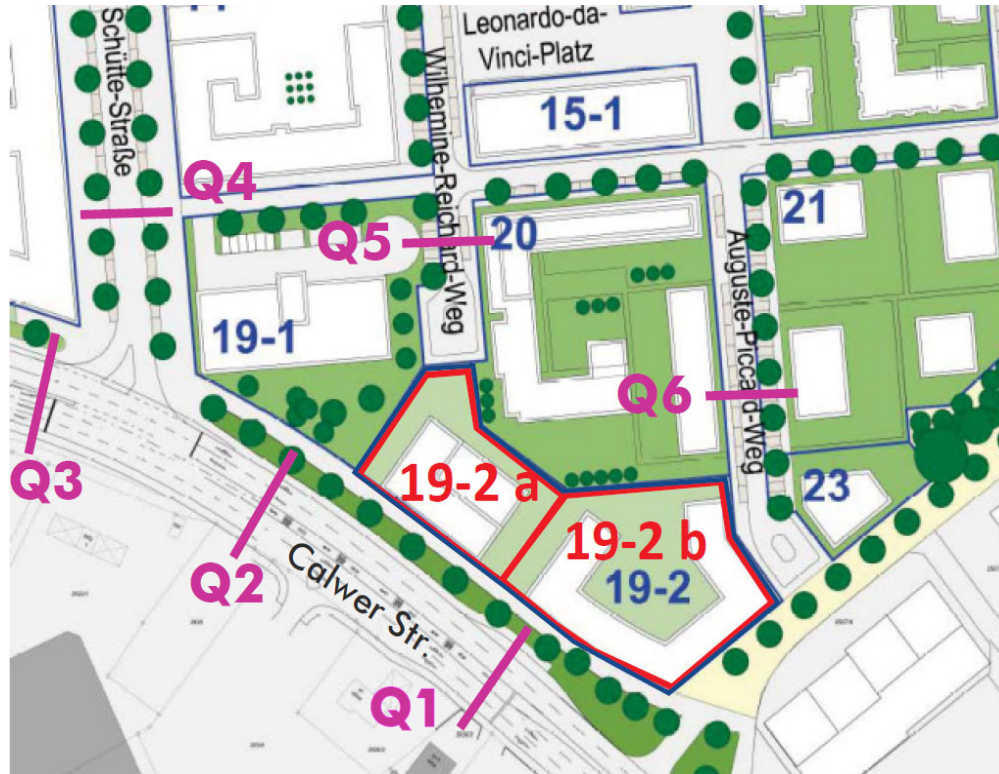 Schütte-Straße
Wilhemine-Reichard-Weg
Leonardo-da-
Vinci-Platz
15-1
Q4
Q5
20
21
Auguste-Piccard-Weg
19-1
Q6
Q3
19-2 a
23
19-2 b
19-2
Q2
Calwer Str.
Q1